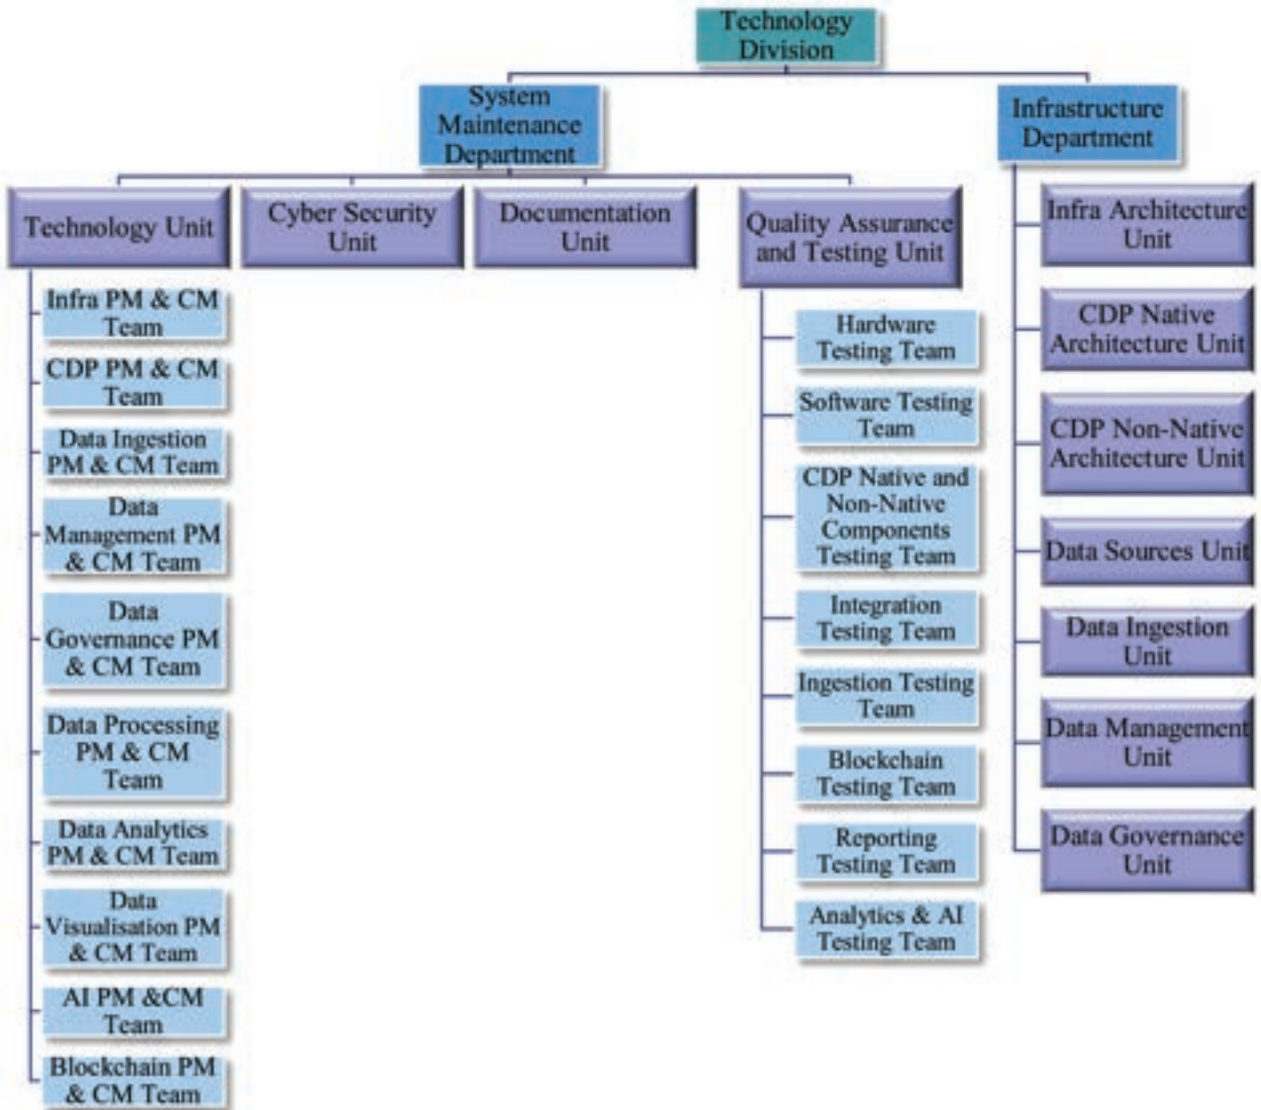 Technology
Division
System
Maintenance
Department
Infrastructure
Department
Technology Unit
Cyber Security
Unit
Documentation
Unit
Quality Assurance
and Testing Unit
Infra PM & CM
Team
CDP PM & CM
Team
Data Ingestion
PM & CM Team
Data
Management PM
& CM Team
Data
Governance PM
& CM Team
Data Processing
PM & CM
Team
Data Analytics
PM & CM Team
Data
Visualisation PM
& CM Team
AI PM &CM
Team
Blockchain PM
& CM Team
Hardware
Testing Team
Software Testing
Team
CDP Native and
Non-Native
Components
Testing Team
Integration
Testing Team
Ingestion Testing
Team
Blockchain
Testing Team
Reporting
Testing Team
Analytics & AI
Testing Team
Infra Architecture
Unit
CDP Native
Architecture Unit
CDP Non-Native
Architecture Unit
Data Sources Unit
Data Ingestion
Unit
Data Management
Unit
Data Governance
Unit